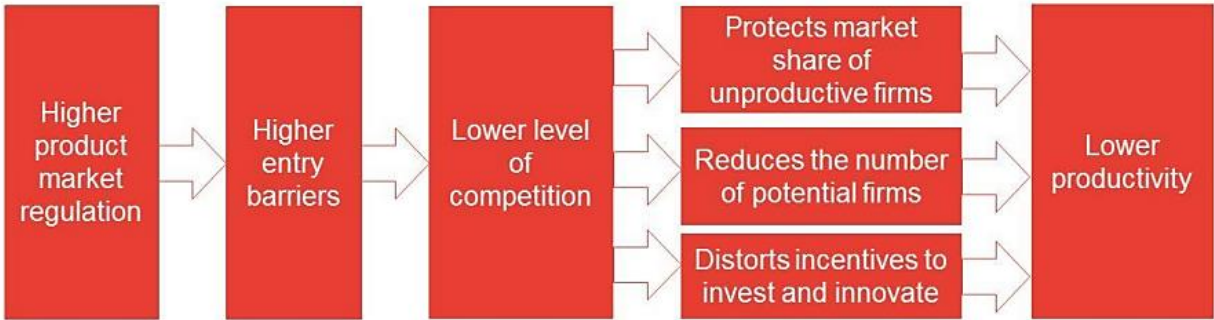 Higher
product
market
regulation
Higher
entry
barriers
Lower level
of
competition
Protects market
share of
unproductive firms
Reduces the number
of potential firms
Distorts incentives to
invest and innovate
Lower
productivity